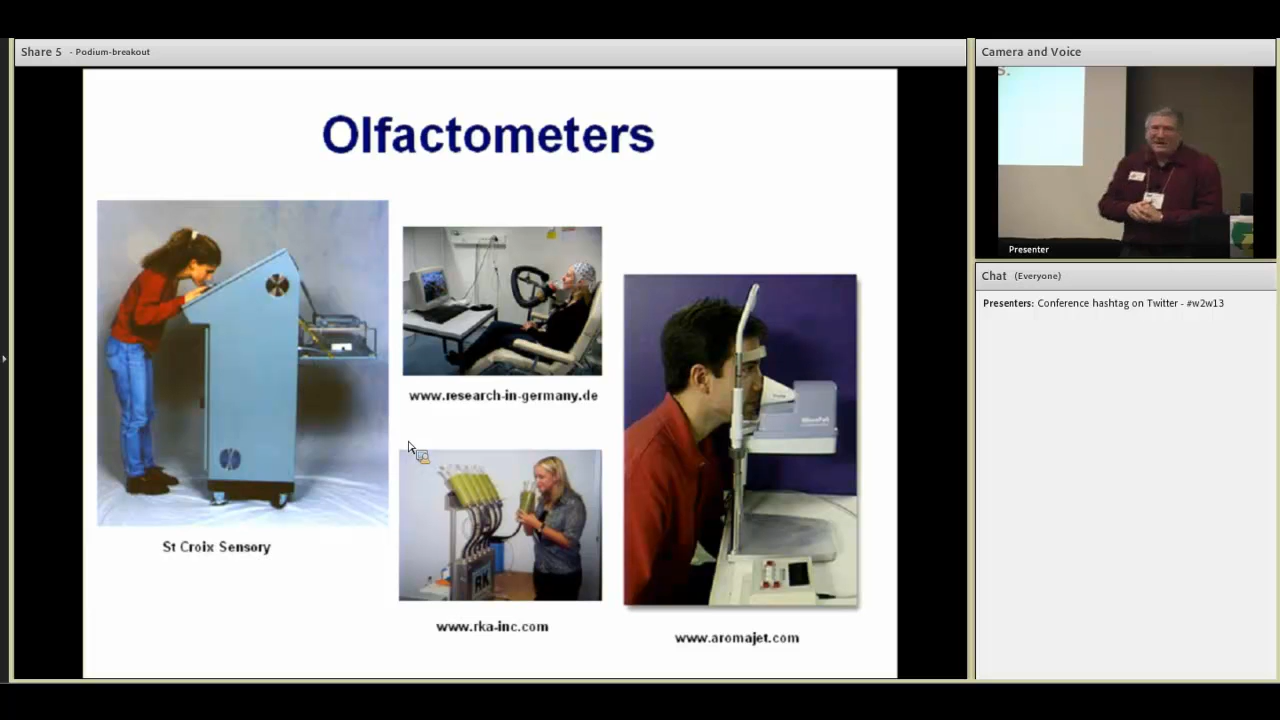 Share 5 - Podium-breakout
Olfactometers
St Croix Sensory
www.research-in-germany.de
RK
www.rka-inc.com
www.aromajet.com
Camera and Voice
S.
Presenter
Chat (Everyone)
Presenters: Conference hashtag on Twitter - #w2w13